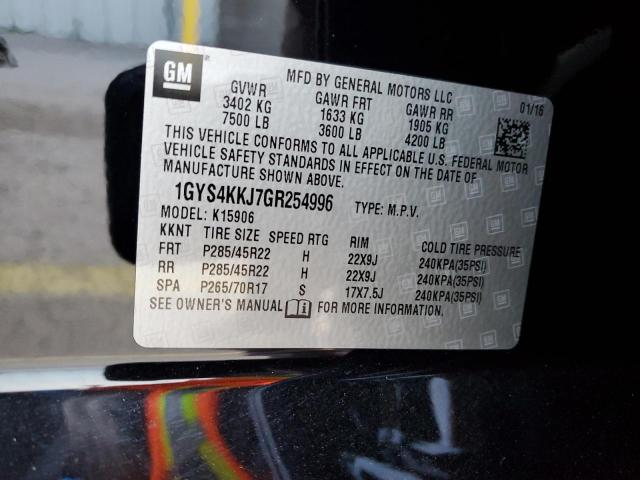 GM
MFD BY GENERAL MOTORS LLC
GVWR GAWR FRT GAWR RR 01/16
3402 KG 1633 KG 1905 KG
7500 LB 3600 LB 4200 LB
THIS VEHICLE CONFORMS TO ALL APPLICABLE U.S. FEDERAL MOTOR
VEHICLE SAFETY STANDARDS IN EFFECT ON THE DATE OF
MANUFACTURE SHOWN ABOVE.
1GYS4KKJ7GR254996 TYPE: M.P.V.
MODEL: K15906
KKNT TIRE SIZE SPEED RTG RIM COLD TIRE PRESSURE
FRT P285/45R22 H 22X9J 240KPA(35PSI)
RR P285/45R22 H 22X9J 240KPA(35PSI)
SPA P265/70R17 S 17X7.5J 240KPA(35PSI)
SEE OWNER'S MANUAL FOR MORE INFORMATION.